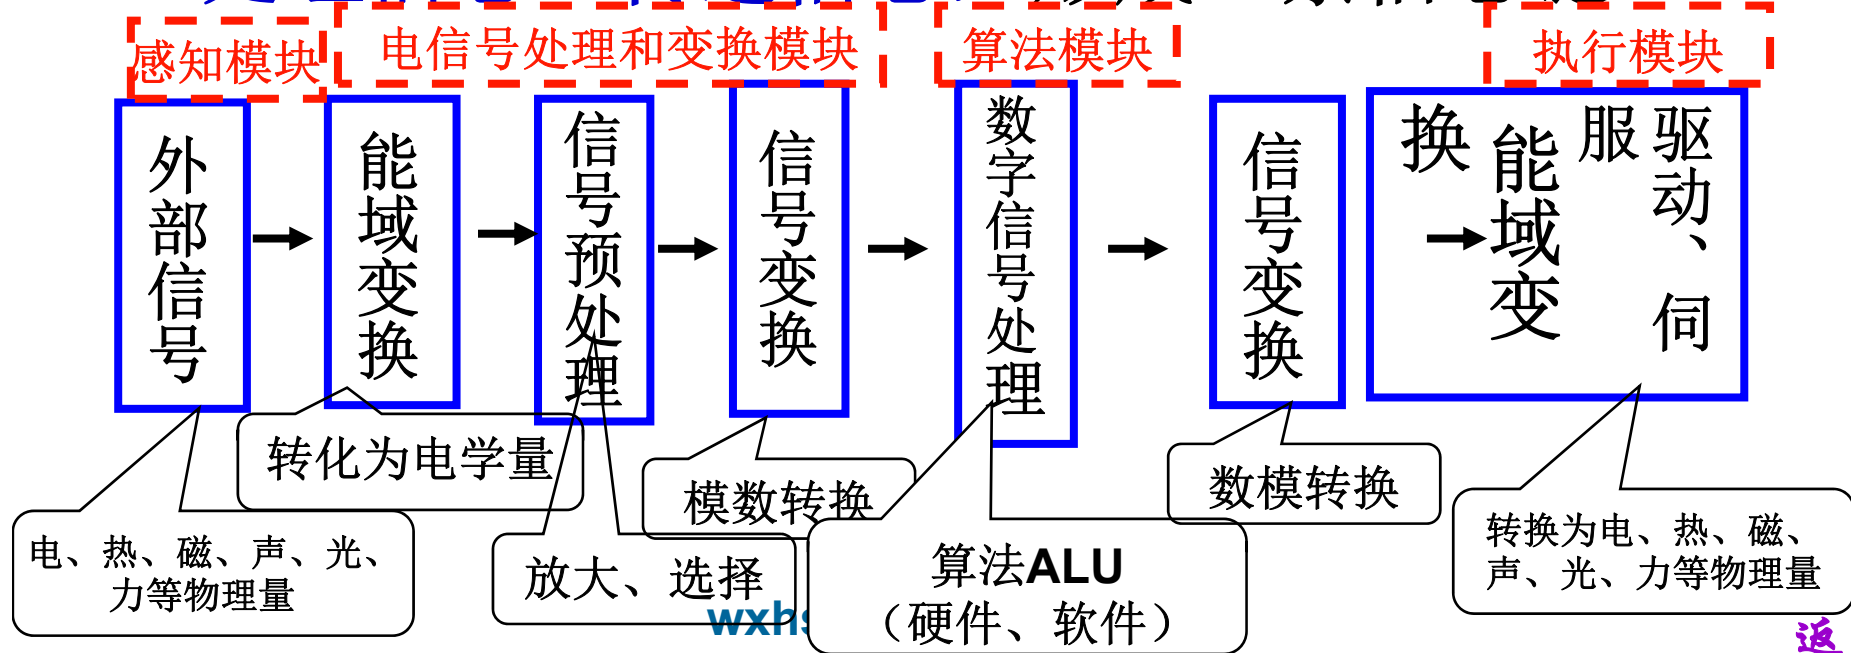 感知模块
电信号处理和变换模块
算法模块
执行模块
外部信号
能域变换
信号预处理
信号变换
数字信号处理
信号变换
驱动、伺
服
能域变
换
转化为电学量
模数转换
数模转换
电、热、磁、声、光、
力等物理量
放大、选择
算法ALU
（硬件、软件）
转换为电、热、磁、
声、光、力等物理量
wxhs
返